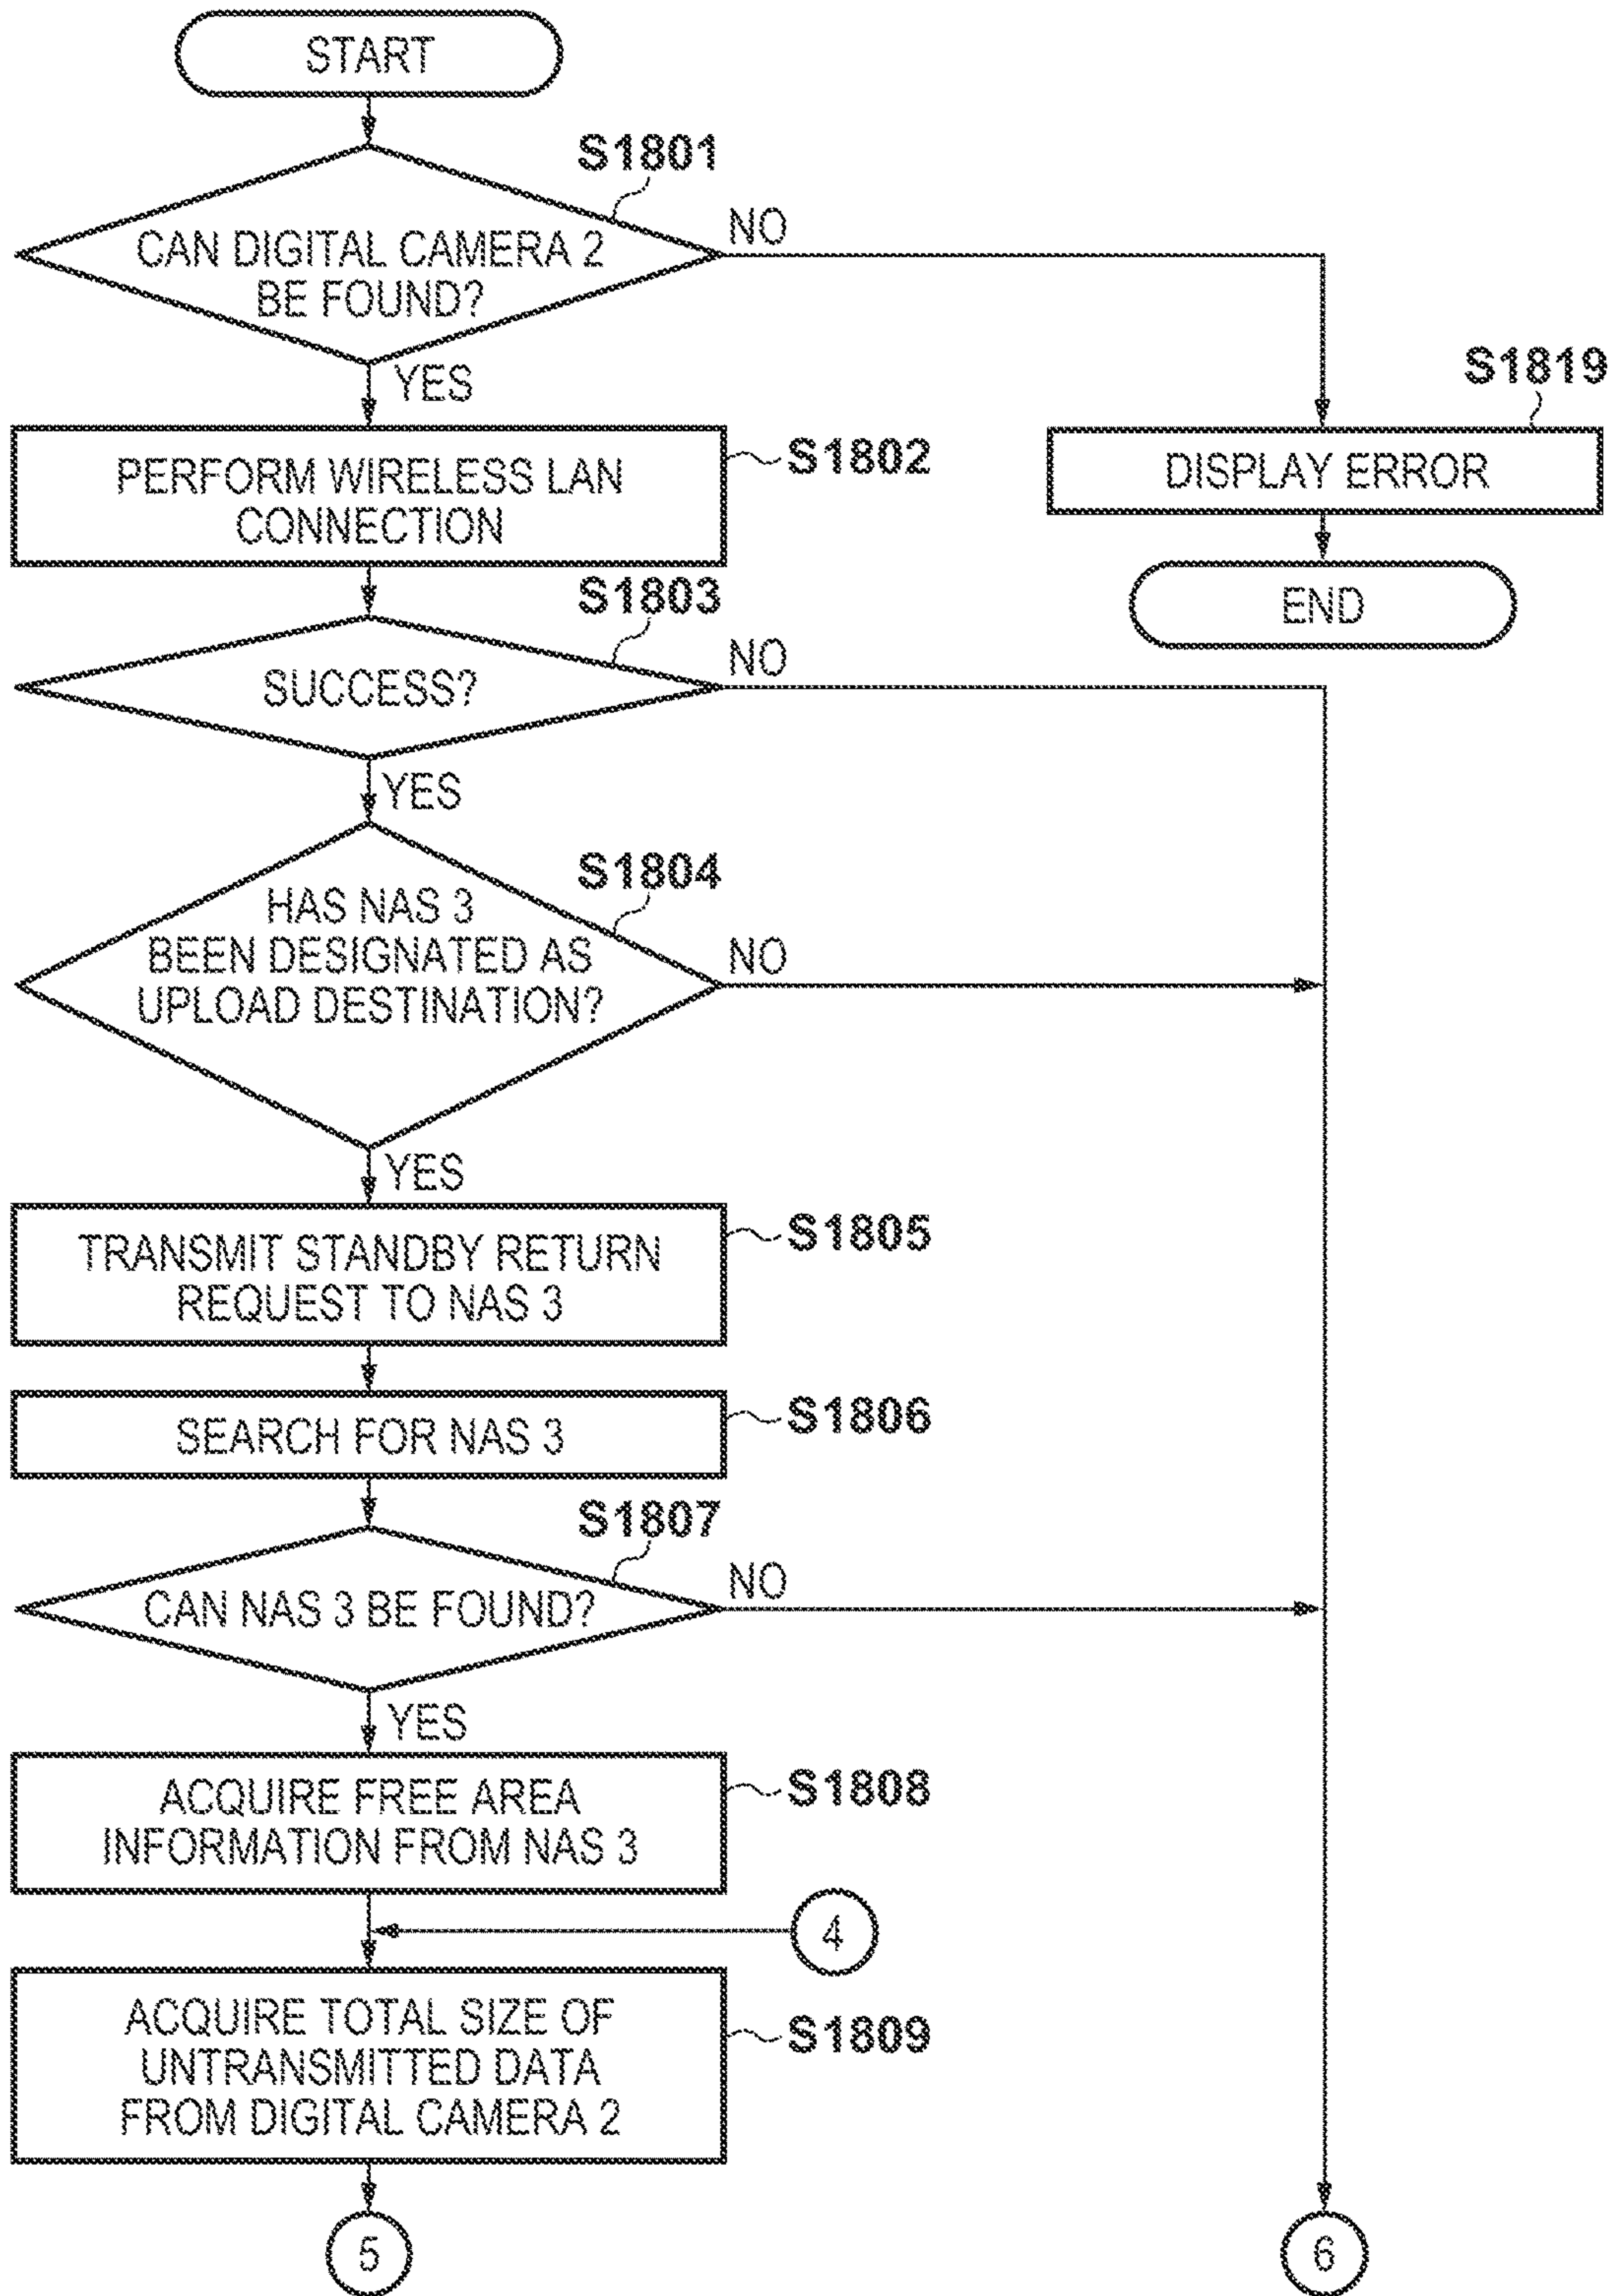 START
S1801
CAN DIGITAL CAMERA 2
BE FOUND?
NO
YES
S1819
DISPLAY ERROR
END
PERFORM WIRELESS LAN
CONNECTION
S1802
S1803
SUCCESS?
NO
YES
S1804
HAS NAS 3
BEEN DESIGNATED AS
UPLOAD DESTINATION?
NO
YES
TRANSMIT STANDBY RETURN
REQUEST TO NAS 3
S1805
SEARCH FOR NAS 3
S1806
S1807
CAN NAS 3 BE FOUND?
NO
YES
ACQUIRE FREE AREA
INFORMATION FROM NAS 3
S1808
4
ACQUIRE TOTAL SIZE OF
UNTRANSMITTED DATA
FROM DIGITAL CAMERA 2
S1809
5
6